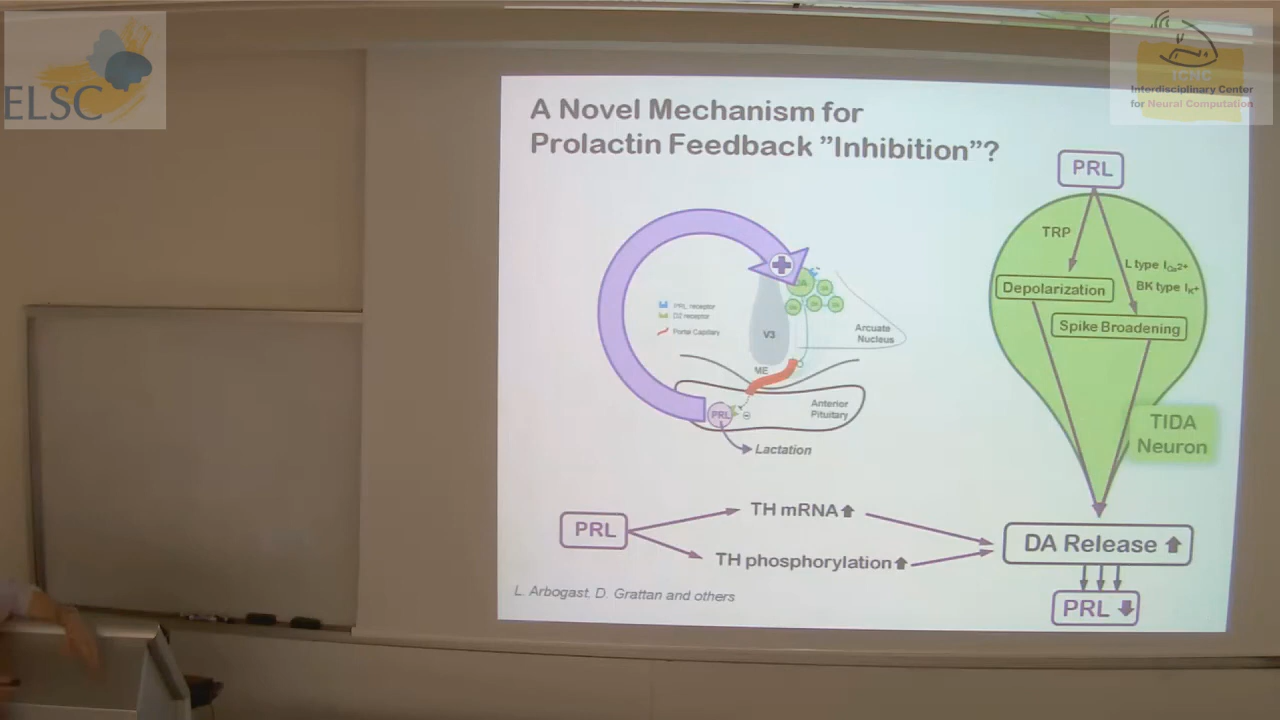 ELSC
ICNC
Interdisciplinary Center
for Neural Computation
A Novel Mechanism for
Prolactin Feedback ”Inhibition”?
PRL
TRP
L type I Ca2+
BK type I K+
Depolarization
Spike Broadening
TIDA
Neuron
DA
PRL receptor
D2 receptor
Portal Capillary
V3
Arcuate
Nucleus
ME
Anterior
Pituitary
PRL
Lactation
PRL
TH mRNA
TH phosphorylation
DA Release
PRL
L. Arbogast, D. Grattan and others